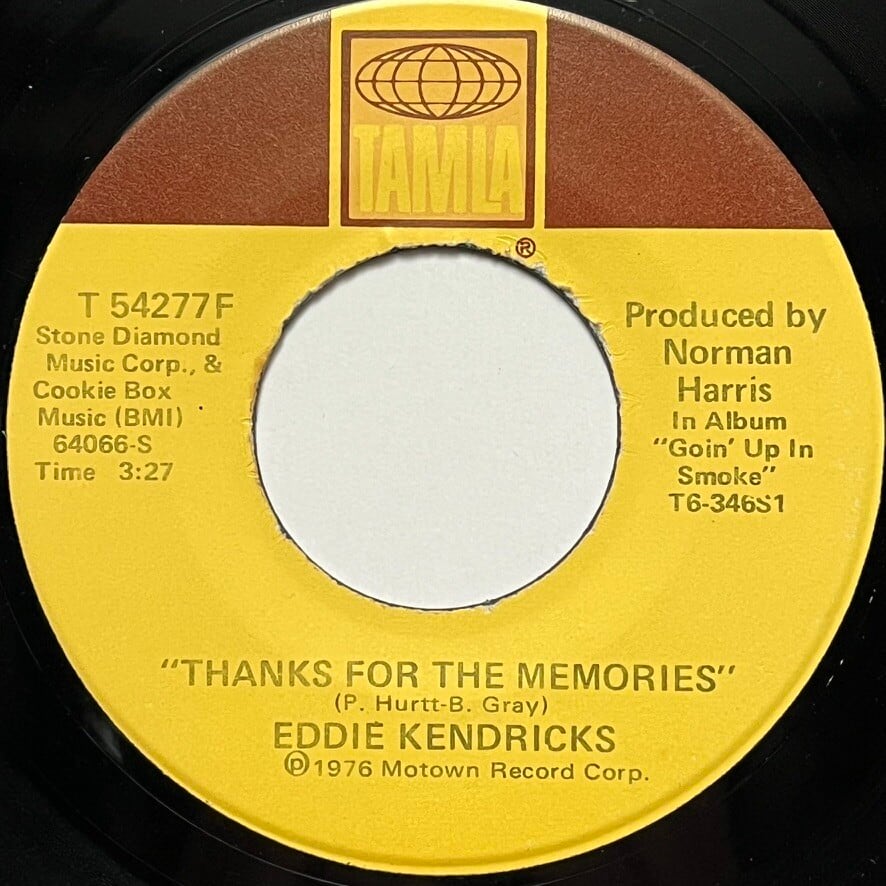 TAMLA
®
T 54277F
Stone Diamond
Music Corp., &
Cookie Box
Music (BMI)
64066-S
Time 3:27
Produced by
Norman
Harris
In Album
"Goin' Up In
Smoke"
T6-346S1
"THANKS FOR THE MEMORIES"
(P. Hurtt-B. Gray)
EDDIE KENDRICKS
℗1976 Motown Record Corp.